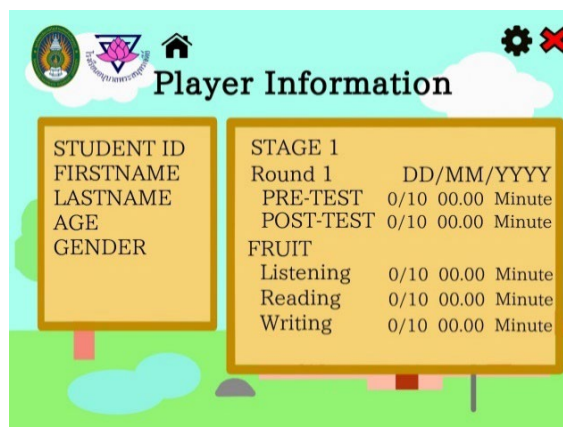 Player Information
STUDENT ID
FIRSTNAME
LASTNAME
AGE
GENDER
STAGE 1
Round 1 DD/MM/YYYY
PRE-TEST 0/10 00.00 Minute
POST-TEST 0/10 00.00 Minute
FRUIT
Listening 0/10 00.00 Minute
Reading 0/10 00.00 Minute
Writing 0/10 00.00 Minute